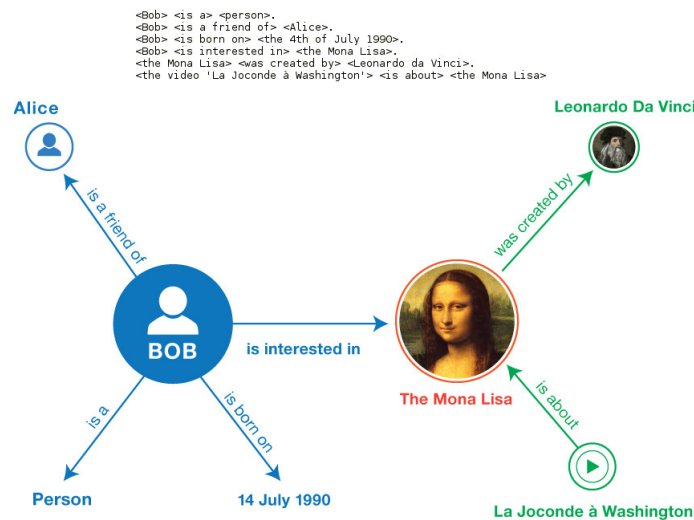 <Bob> <is a> <person>.
<Bob> <is a friend of> <Alice>.
<Bob> <is born on> <the 4th of July 1990>.
<Bob> <is interested in> <the Mona Lisa>.
<the Mona Lisa> <was created by> <Leonardo da Vinci>.
<the video 'La Joconde à Washington'> <is about> <the Mona Lisa>
Alice
Leonardo Da Vinci
is a friend of
was created by
BOB
is interested in
The Mona Lisa
is a
is born on
is about
Person
14 July 1990
La Joconde à Washington